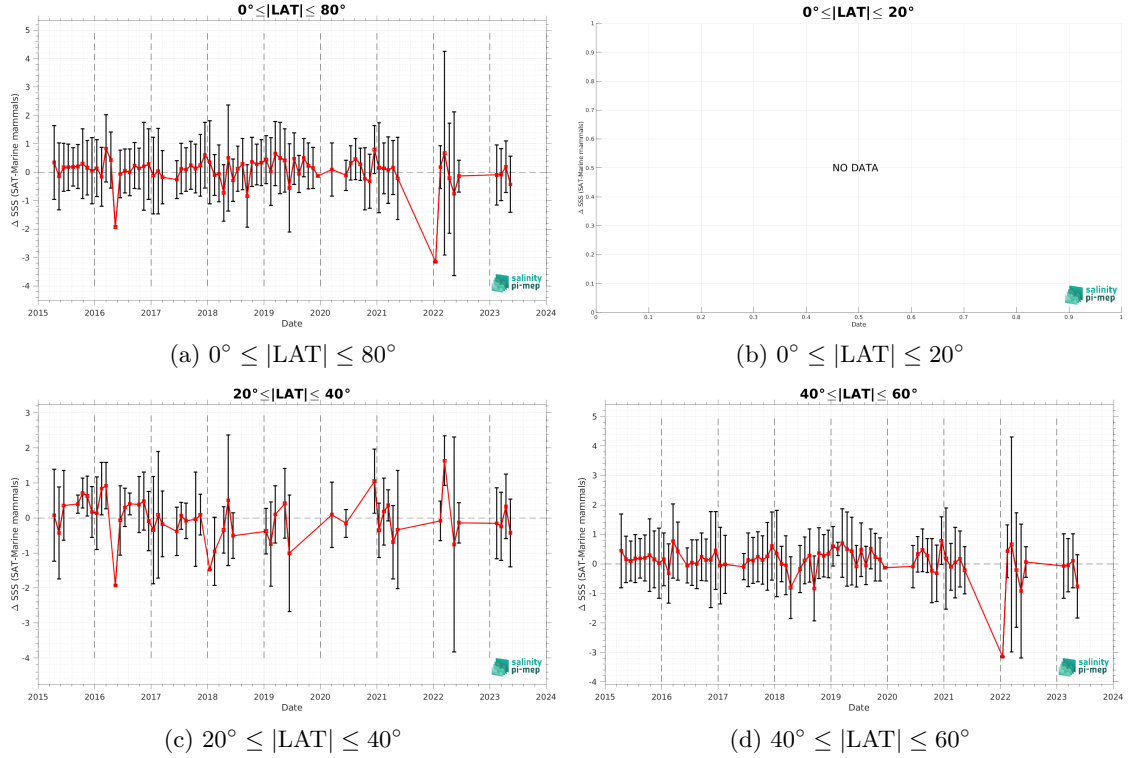 0°≤|LAT|≤ 80°
Δ SSS (SAT-Marine mammals)
5
4
3
2
1
0
-1
-2
-3
-4
2015 2016 2017 2018 2019 2020 2021 2022 2023 2024
Date
salinity
pi-mep
(a) 0° ≤ |LAT| ≤ 80°
0°≤|LAT|≤ 20°
Δ SSS (SAT-Marine mammals)
1
0.9
0.8
0.7
0.6
0.5
0.4
0.3
0.2
0.1
0
NO DATA
0 0.1 0.2 0.3 0.4 0.5 0.6 0.7 0.8 0.9 1
Date
salinity
pi-mep
(b) 0° ≤ |LAT| ≤ 20°
20°≤|LAT|≤ 40°
Δ SSS (SAT-Marine mammals)
3
2
1
0
-1
-2
-3
-4
2015 2016 2017 2018 2019 2020 2021 2022 2023 2024
Date
salinity
pi-mep
(c) 20° ≤ |LAT| ≤ 40°
40°≤|LAT|≤ 60°
Δ SSS (SAT-Marine mammals)
5
4
3
2
1
0
-1
-2
-3
-4
2015 2016 2017 2018 2019 2020 2021 2022 2023 2024
Date
salinity
pi-mep
(d) 40° ≤ |LAT| ≤ 60°